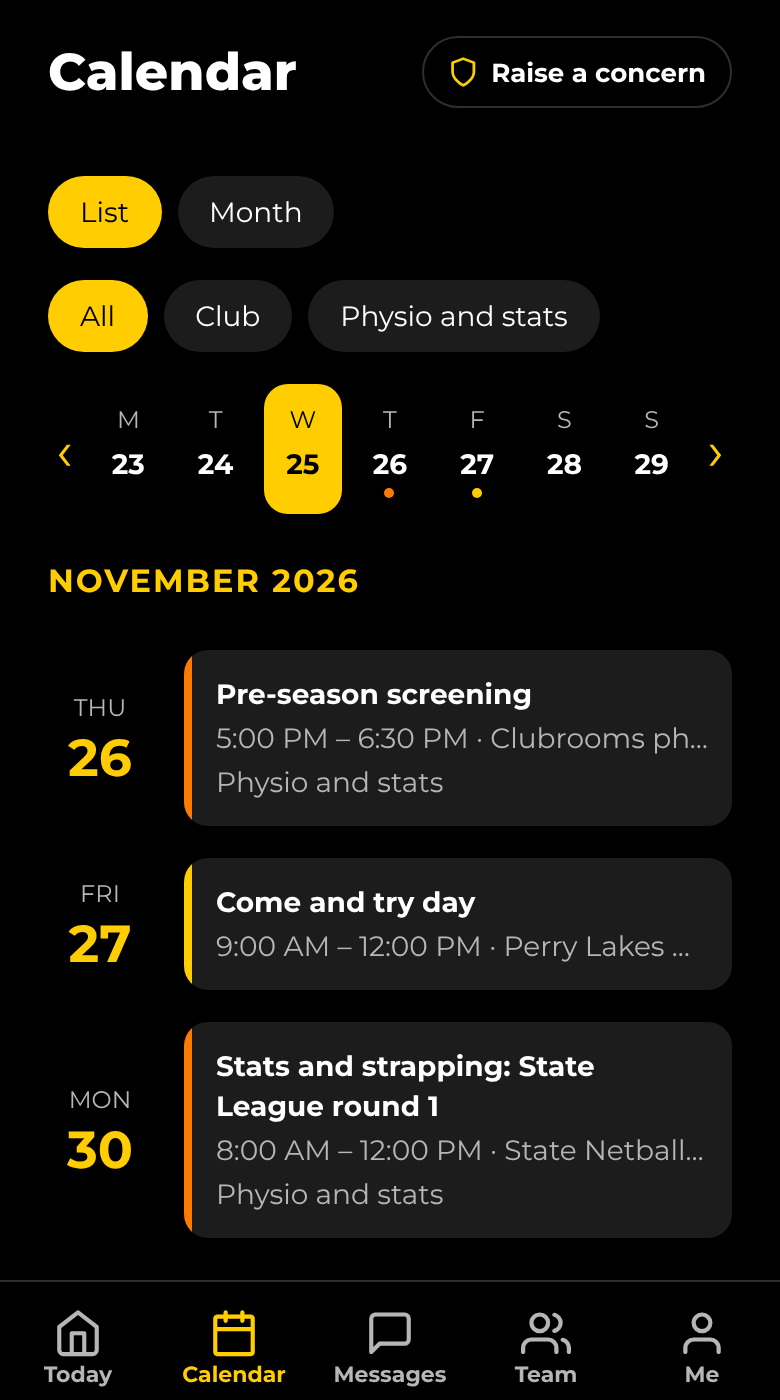 Calendar
Raise a concern
List Month
All Club Physio and stats
M T W T F S S
‹ 23 24 25 26 27 28 29 ›
NOVEMBER 2026
THU
26
Pre-season screening
5:00 PM – 6:30 PM · Clubrooms ph...
Physio and stats
FRI
27
Come and try day
9:00 AM – 12:00 PM · Perry Lakes ...
MON
30
Stats and strapping: State
League round 1
8:00 AM – 12:00 PM · State Netball...
Physio and stats
Today Calendar Messages Team Me